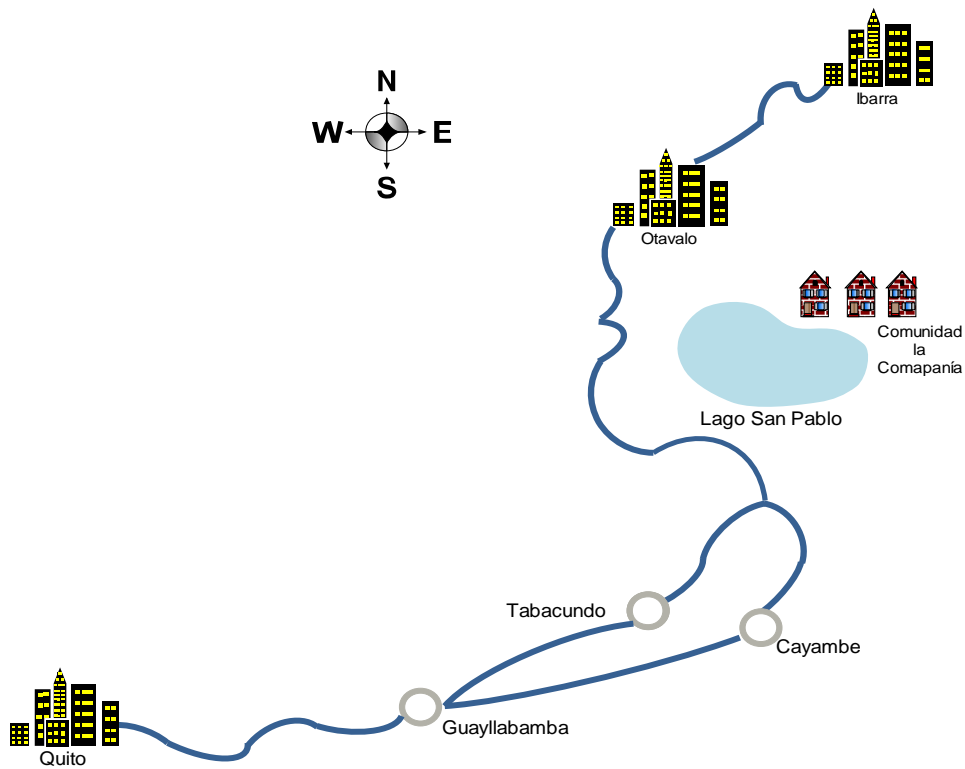 Ibarra
N
W
E
S
Otavalo
Comunidad
la
Comapanía
Lago San Pablo
Tabacundo
Cayambe
Guayllabamba
Quito